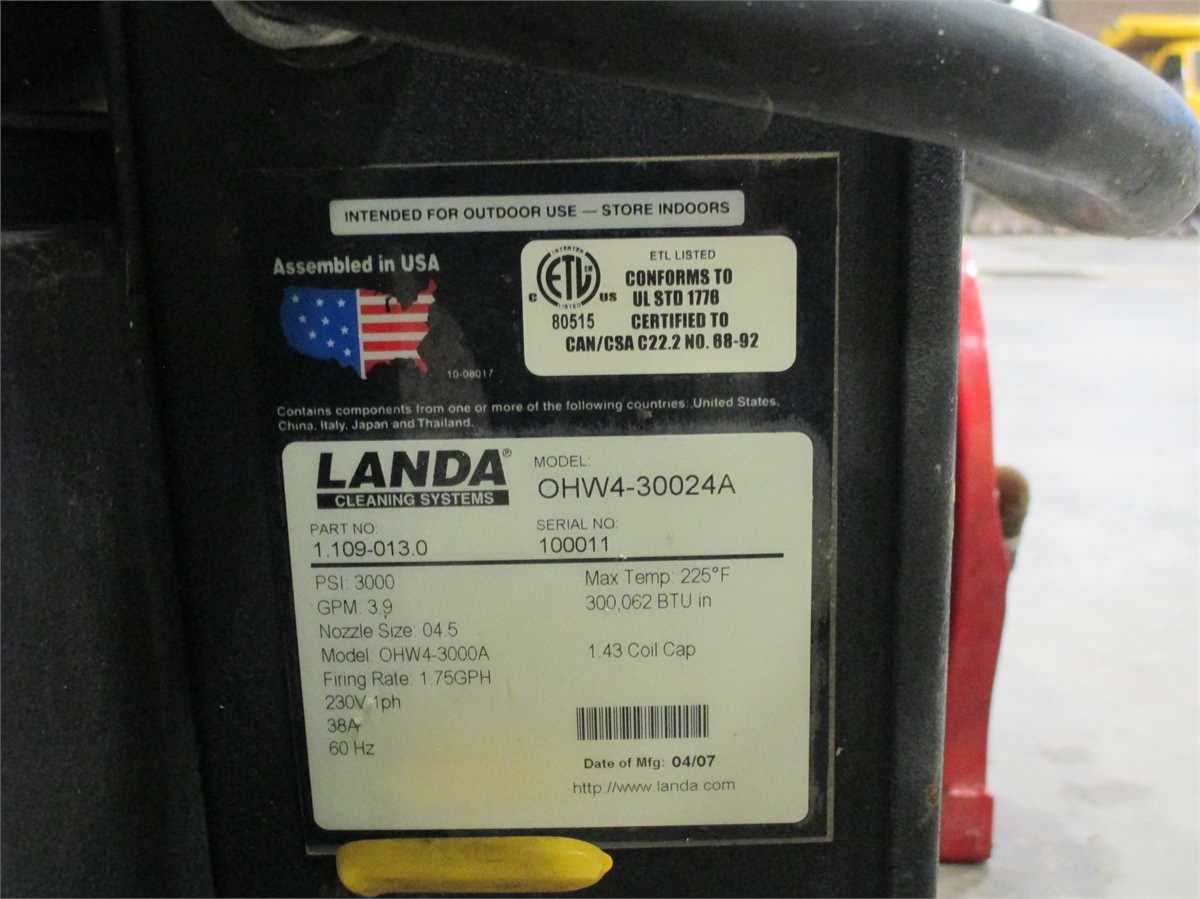 INTENDED FOR OUTDOOR USE — STORE INDOORS
Assembled in USA
10-08017
INTERTEK
ETL CM
LISTED
C US
80515
ETL LISTED
CONFORMS TO
UL STD 1776
CERTIFIED TO
CAN/CSA C22.2 NO. 68-92
Contains components from one or more of the following countries: United States,
China, Italy, Japan and Thailand.
LANDA®
CLEANING SYSTEMS
MODEL:
OHW4-30024A
PART NO:
1.109-013.0
SERIAL NO:
100011
PSI: 3000
GPM: 3.9
Nozzle Size: 04.5
Model: OHW4-3000A
Firing Rate: 1.75GPH
230V 1ph
38A
60 Hz
Max Temp: 225°F
300,062 BTU in
1.43 Coil Cap
Date of Mfg: 04/07
http://www.landa.com